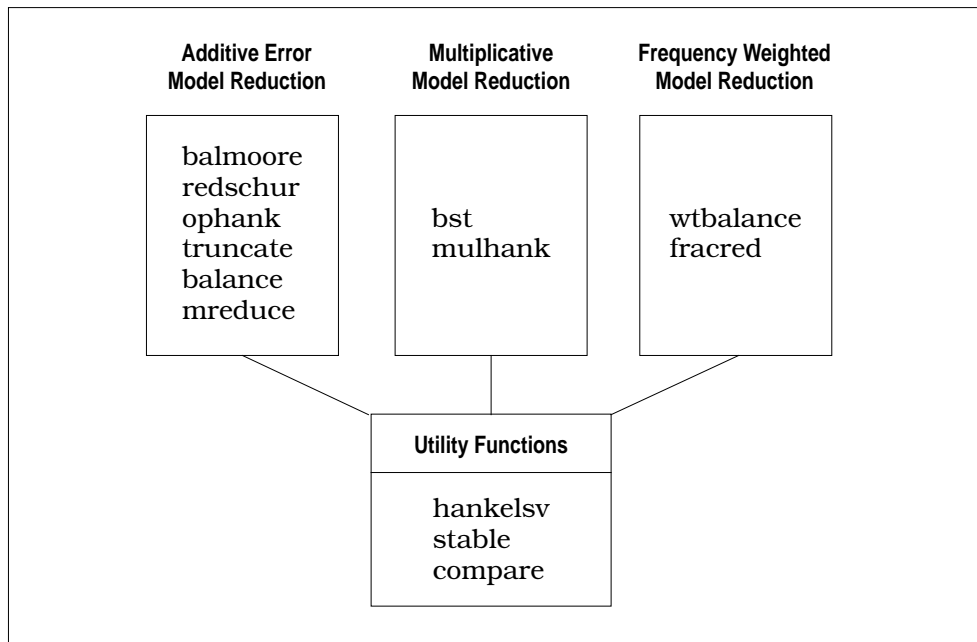 Additive Error
Model Reduction
balmoore
redschur
ophank
truncate
balance
mreduce
Multiplicative
Model Reduction
bst
mulhank
Frequency Weighted
Model Reduction
wtbalance
fracred
Utility Functions
hankelsv
stable
compare